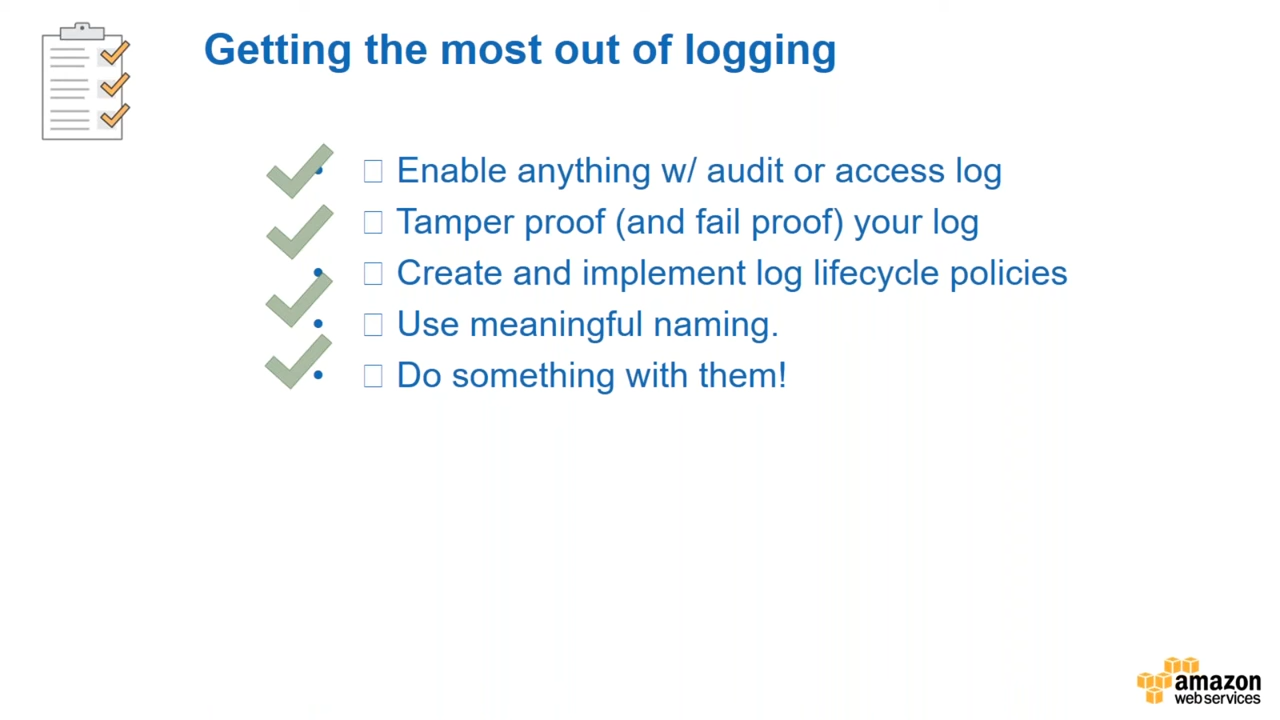 Getting the most out of logging
• □ Enable anything w/ audit or access log
□ Tamper proof (and fail proof) your log
• □ Create and implement log lifecycle policies
• □ Use meaningful naming.
• □ Do something with them!
amazon
web services